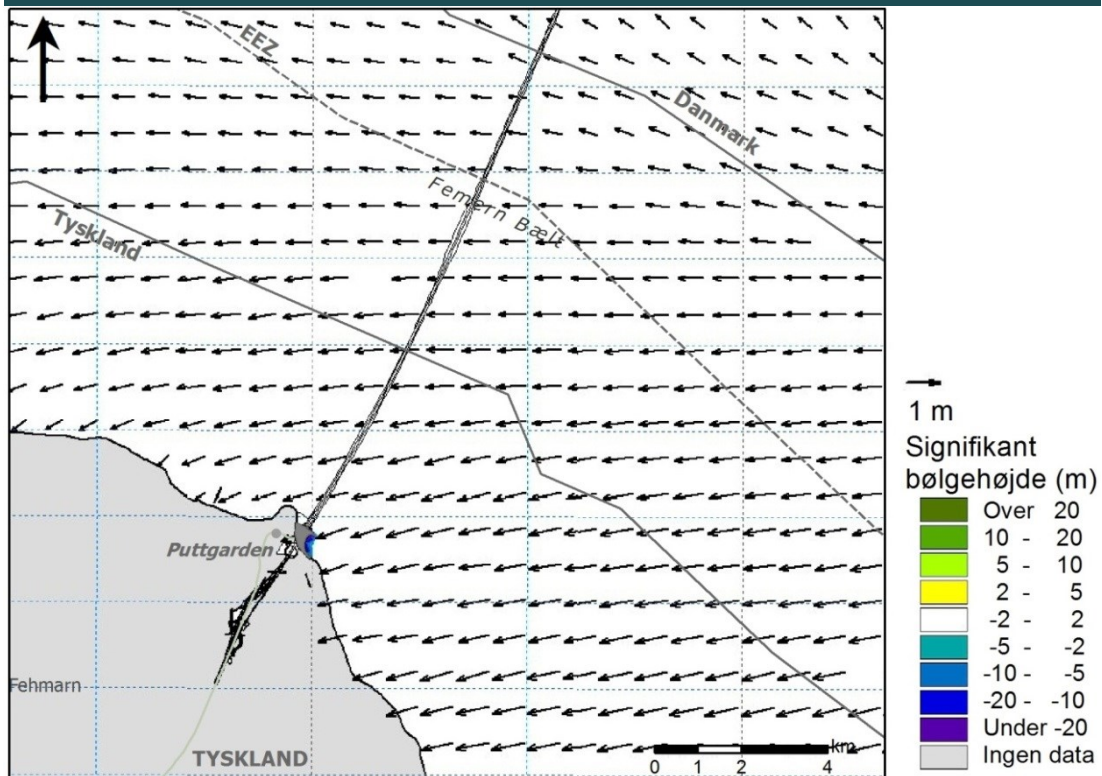 EEZ
Danmark
Femern Bælt
Tyskland
Puttgarden
Fehmarn
TYSKLAND
km
0 1 2 4
1 m
Signifikant
bølgehøjde (m)
Over 20
10 - 20
5 - 10
2 - 5
-2 - 2
-5 - -2
-10 - -5
-20 - -10
Under -20
Ingen data